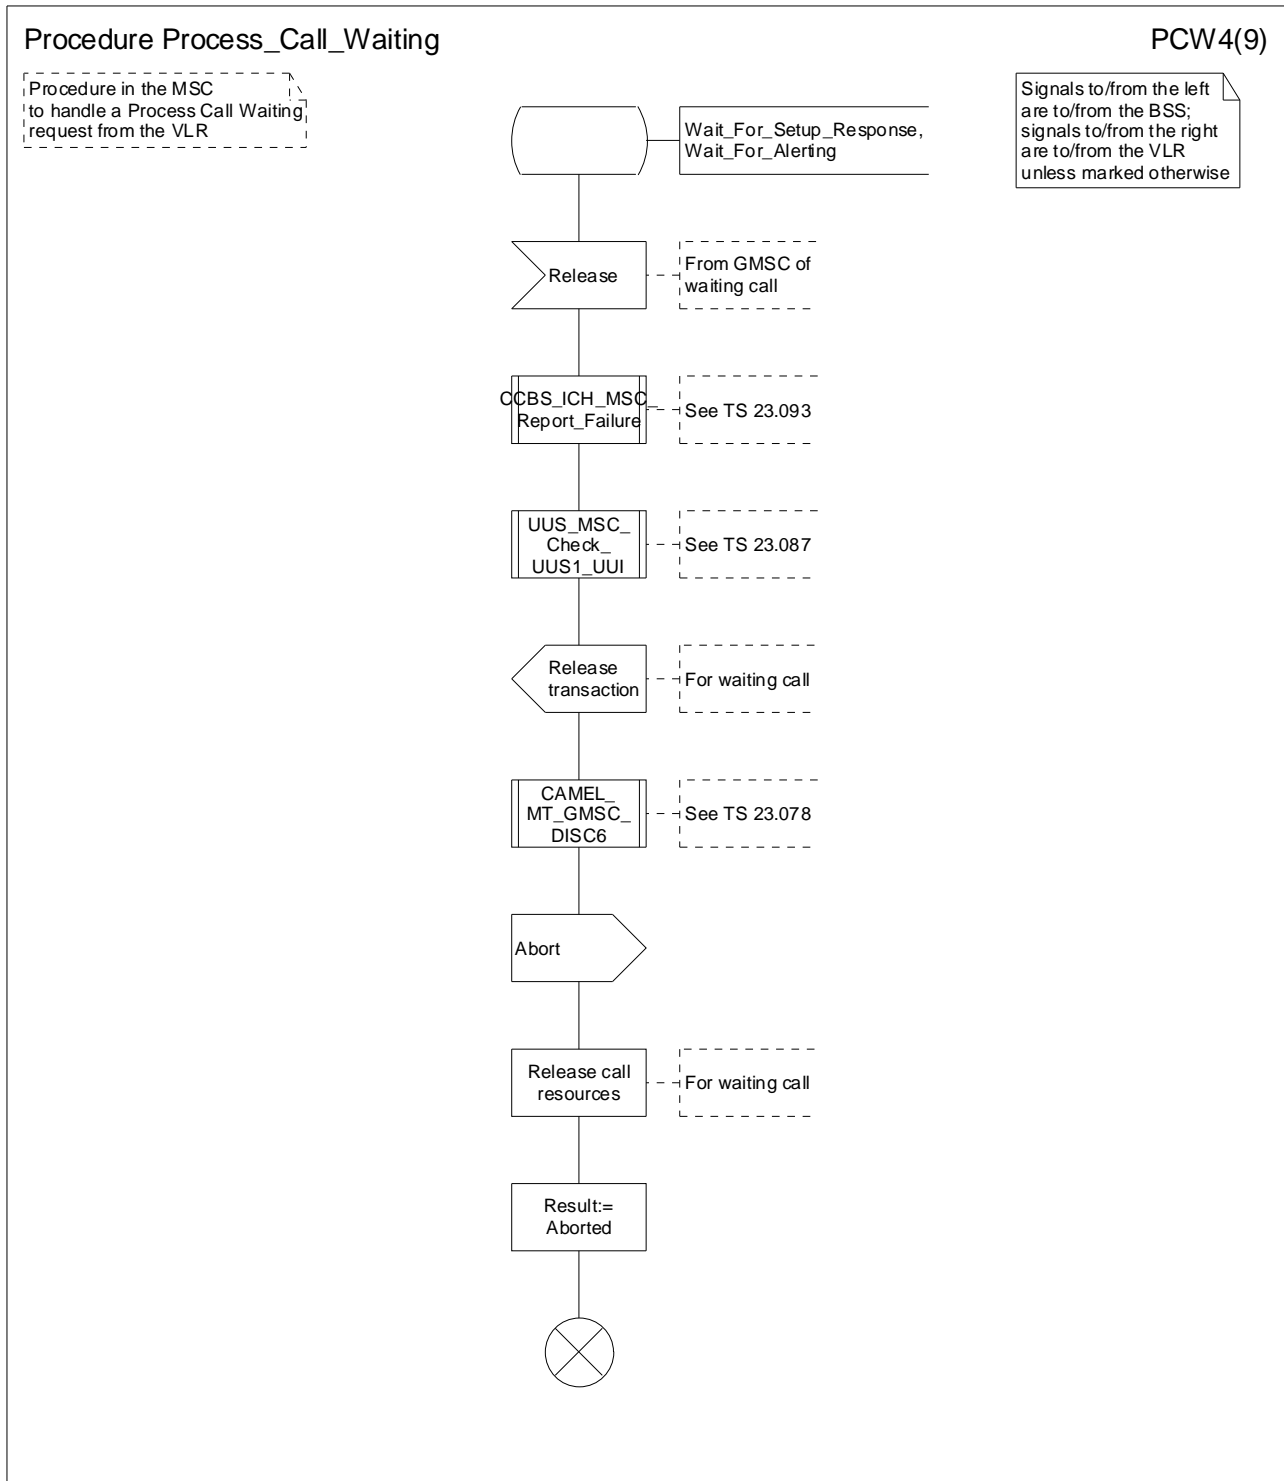 Procedure Process_Call_Waiting
PCW4(9)
Procedure in the MSC
to handle a Process Call Waiting
request from the VLR
Signals to/from the left
are to/from the BSS;
signals to/from the right
are to/from the VLR
unless marked otherwise
Wait_For_Setup_Response,
Wait_For_Alerting
Release
From GMSC of
waiting call
CCBS_ICH_MSC_
Report_Failure
See TS 23.093
UUS_MSC_
Check_
UUS1_UUI
See TS 23.087
Release
transaction
For waiting call
CAMEL_
MT_GMSC_
DISC6
See TS 23.078
Abort
Release call
resources
For waiting call
Result:=
Aborted